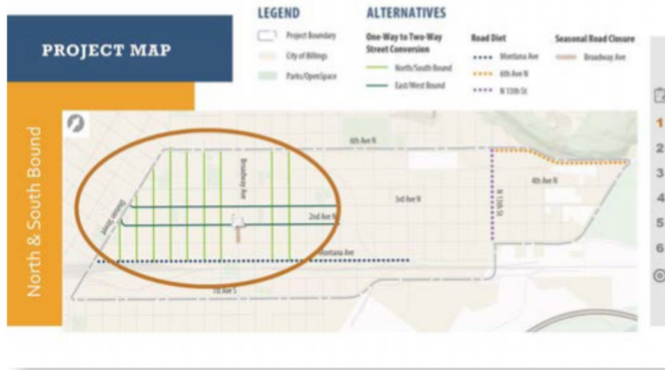 LEGEND
ALTERNATIVES
PROJECT MAP
Project Boundary
City of Billings
Parks/OpenSpace
One-Way to Two-Way
Street Conversion
North/South Bound
East/West Bound
Road Diet
Montana Ave
6th Ave N
N 13th St
Seasonal Road Closure
Broadway Ave
North & South Bound
6th Ave N
Broadway Ave
Division Street
2nd Ave N
3rd Ave N
4th Ave N
N 13th St
Montana Ave
1st Ave S
1
2
3
4
5
6